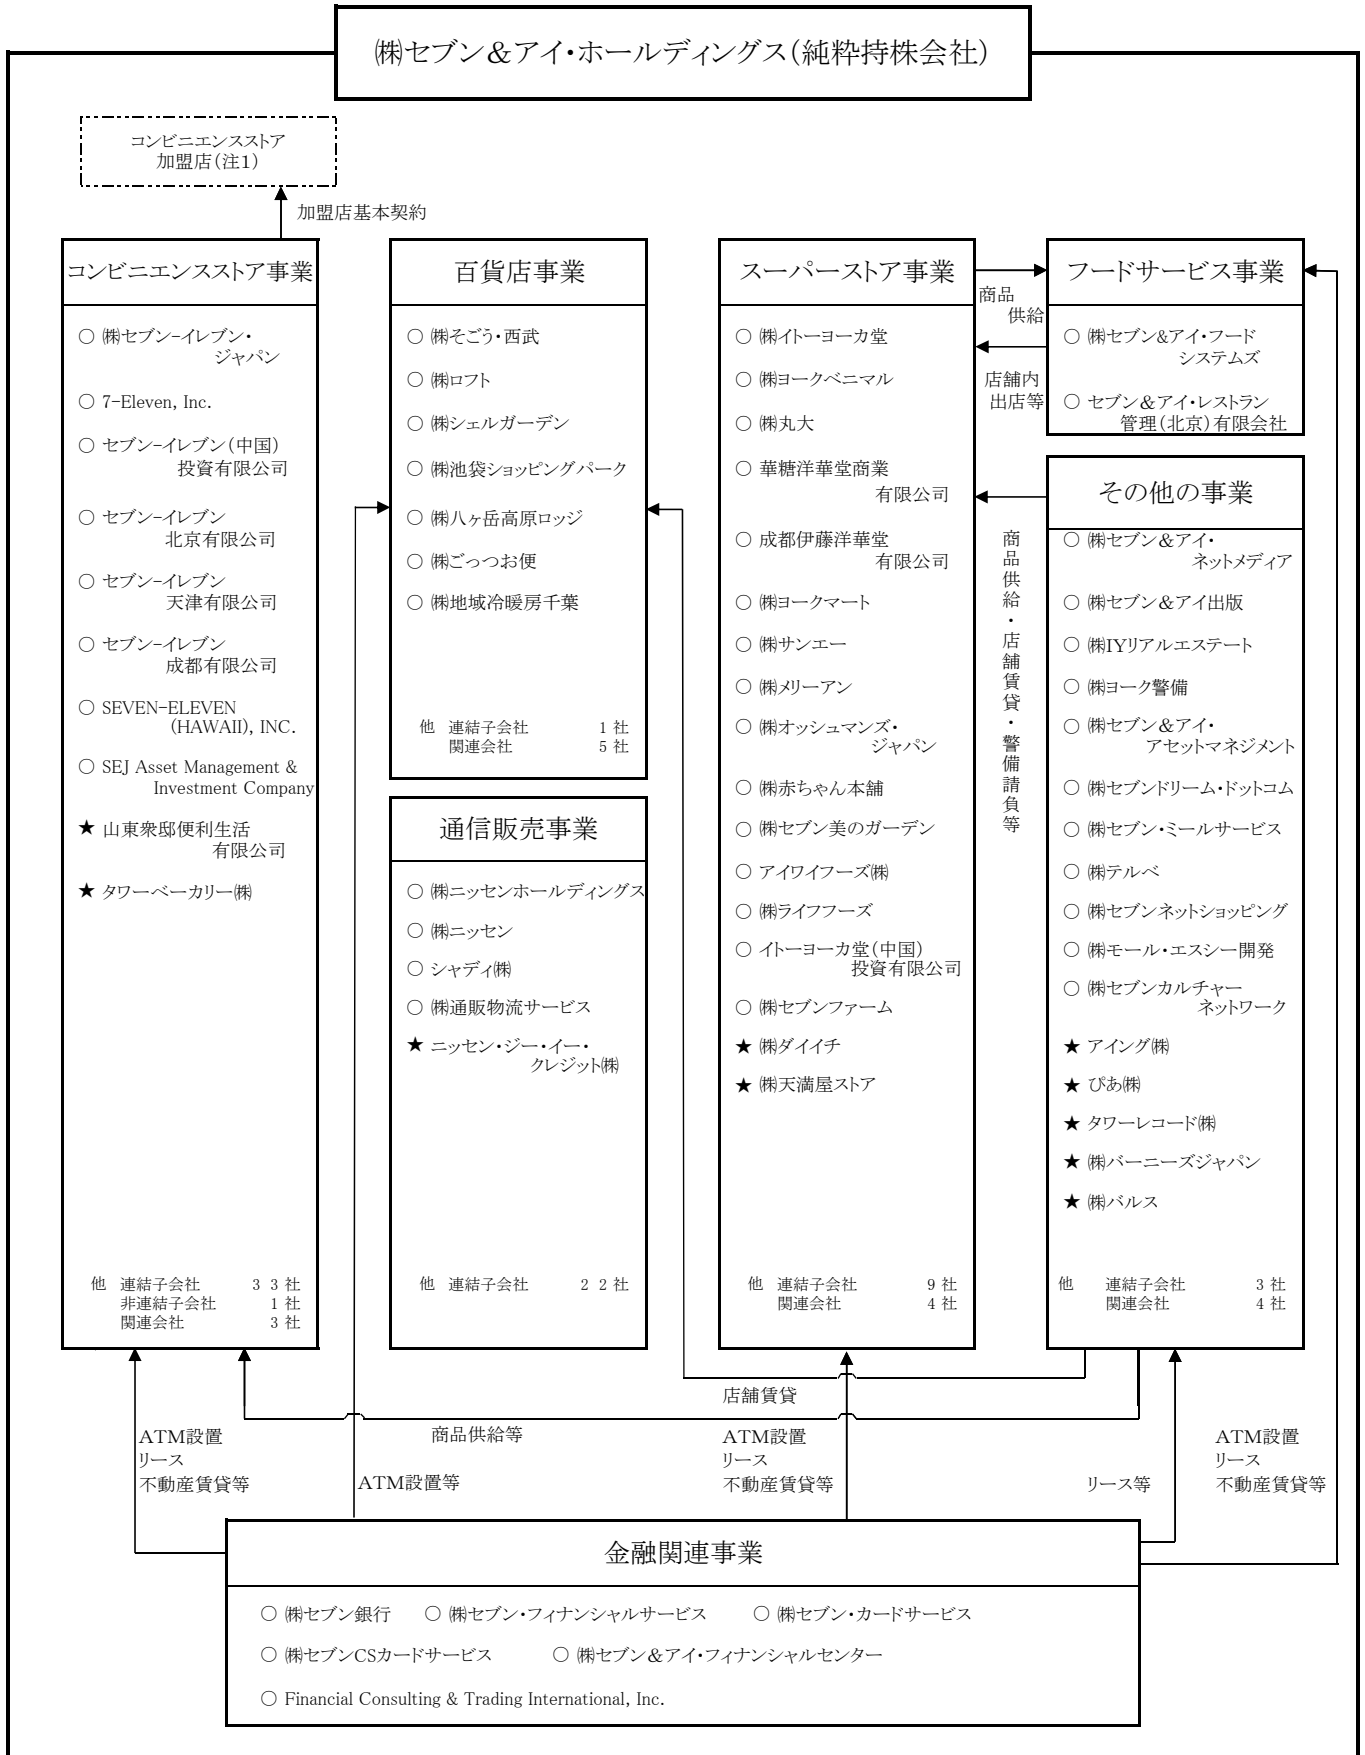 ㈱セブン＆アイ・ホールディングス（純粋持株会社）
コンビニエンスストア
加盟店（注１）
加盟店基本契約
コンビニエンスストア事業
○ ㈱セブン−イレブン・
ジャパン
○ 7−Eleven, Inc.
○ セブン−イレブン（中国）
投資有限公司
○ セブン−イレブン
北京有限公司
○ セブン−イレブン
天津有限公司
○ セブン−イレブン
成都有限公司
○ SEVEN−ELEVEN
(HAWAII), INC.
○ SEJ Asset Management &
Investment Company
★ 山東衆邸便利生活
有限公司
★ タワーベーカリー㈱
他 連結子会社 ３３社
非連結子会社 １社
関連会社 ３社
百貨店事業
○ ㈱そごう・西武
○ ㈱ロフト
○ ㈱シェルガーデン
○ ㈱池袋ショッピングパーク
○ ㈱八ヶ岳高原ロッジ
○ ㈱ごっつお便
○ ㈱地域冷暖房千葉
他 連結子会社 １社
関連会社 ５社
通信販売事業
○ ㈱ニッセンホールディングス
○ ㈱ニッセン
○ シャディ㈱
○ ㈱通販物流サービス
★ ニッセン・ジー・イー・
クレジット㈱
他 連結子会社 ２２社
スーパーストア事業
○ ㈱イトーヨーカ堂
○ ㈱ヨークベニマル
○ ㈱丸大
○ 華糖洋華堂商業
有限公司
○ 成都伊藤洋華堂
有限公司
○ ㈱ヨークマート
○ ㈱サンエー
○ ㈱メリーアン
○ ㈱オッシュマンズ・
ジャパン
○ ㈱赤ちゃん本舗
○ ㈱セブン美のガーデン
○ アイワイフーズ㈱
○ ㈱ライフフーズ
○ イトーヨーカ堂（中国）
投資有限公司
○ ㈱セブンファーム
★ ㈱ダイイチ
★ ㈱天満屋ストア
他 連結子会社 ９社
関連会社 ４社
商品
供給
店舗内
出店等
商品供給・店舗賃貸・警備請負等
フードサービス事業
○ ㈱セブン&アイ・フード
システムズ
○ セブン＆アイ・レストラン
管理（北京）有限会社
その他の事業
○ ㈱セブン＆アイ・
ネットメディア
○ ㈱セブン＆アイ出版
○ ㈱IYリアルエステート
○ ㈱ヨーク警備
○ ㈱セブン＆アイ・
アセットマネジメント
○ ㈱セブンドリーム・ドットコム
○ ㈱セブン・ミールサービス
○ ㈱テルベ
○ ㈱セブンネットショッピング
○ ㈱モール・エスシー開発
○ ㈱セブンカルチャー
ネットワーク
★ アイング㈱
★ ぴあ㈱
★ タワーレコード㈱
★ ㈱バーニーズジャパン
★ ㈱バルス
他 連結子会社 ３社
関連会社 ４社
店舗賃貸
商品供給等
ATM設置
リース
不動産賃貸等
ATM設置等
ATM設置
リース
不動産賃貸等
リース等
ATM設置
リース
不動産賃貸等
金融関連事業
○ ㈱セブン銀行 ○ ㈱セブン・フィナンシャルサービス ○ ㈱セブン・カードサービス
○ ㈱セブンCSカードサービス ○ ㈱セブン＆アイ・フィナンシャルセンター
○ Financial Consulting & Trading International, Inc.